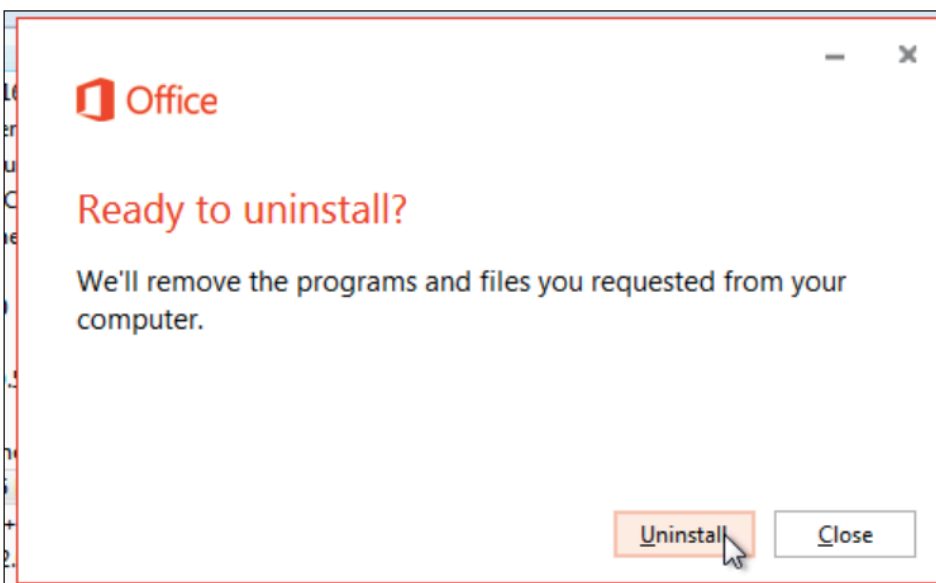 Office
Ready to uninstall?
We'll remove the programs and files you requested from your
computer.
Uninstall
Close